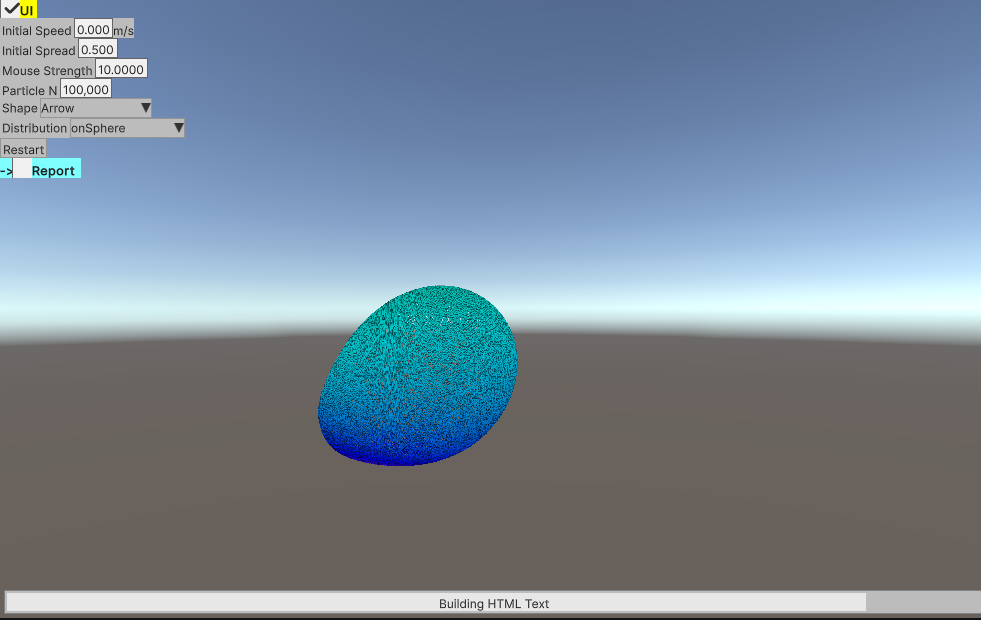 UI
Initial Speed 0.000 m/s
Initial Spread 0.500
Mouse Strength 10.0000
Particle N 100,000
Shape Arrow
Distribution onSphere
Restart
-> Report
Building HTML Text